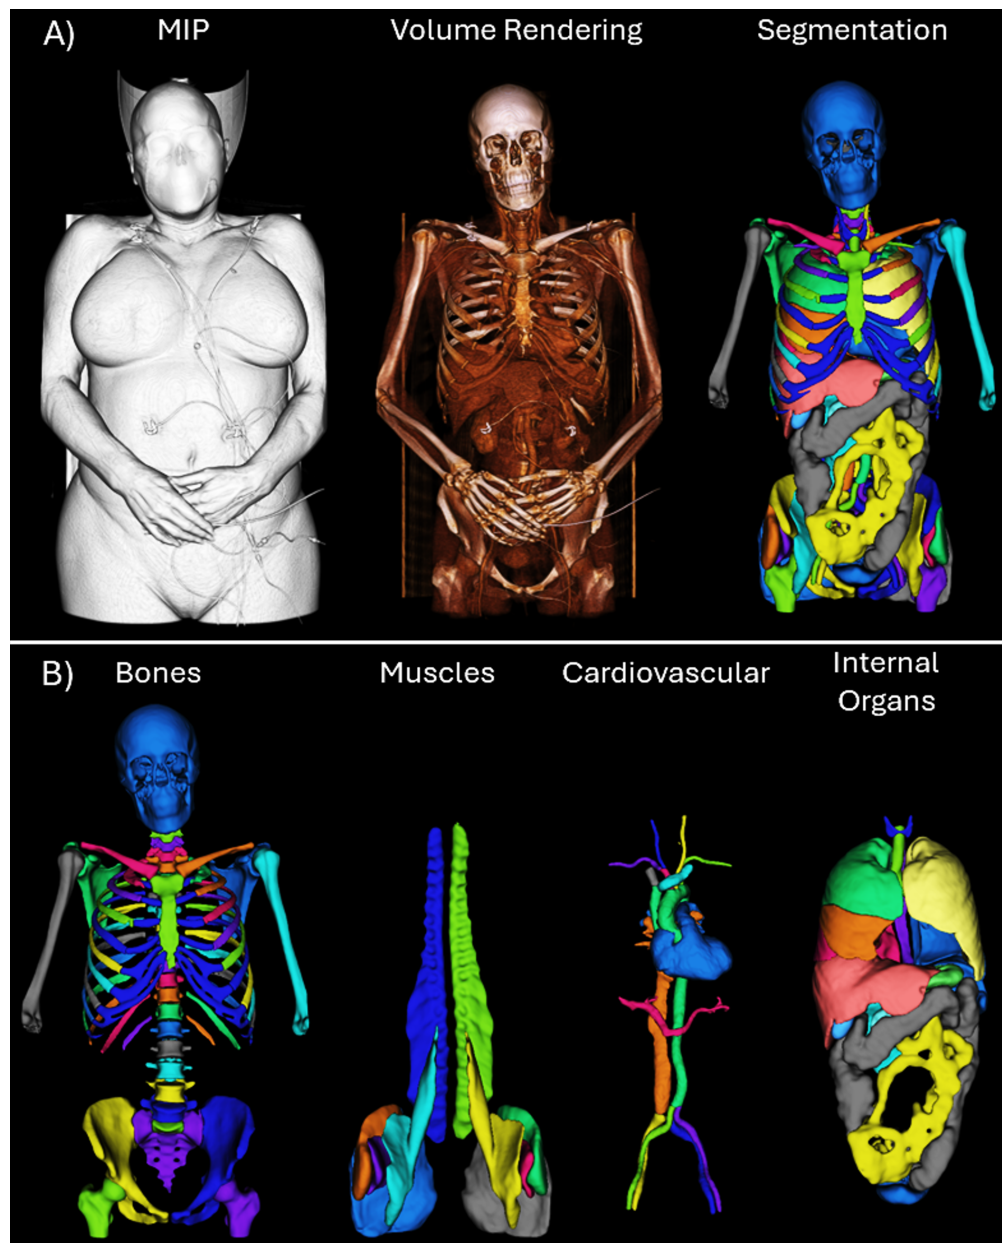 A)
MIP
Volume Rendering
Segmentation
B)
Bones
Muscles
Cardiovascular
Internal
Organs